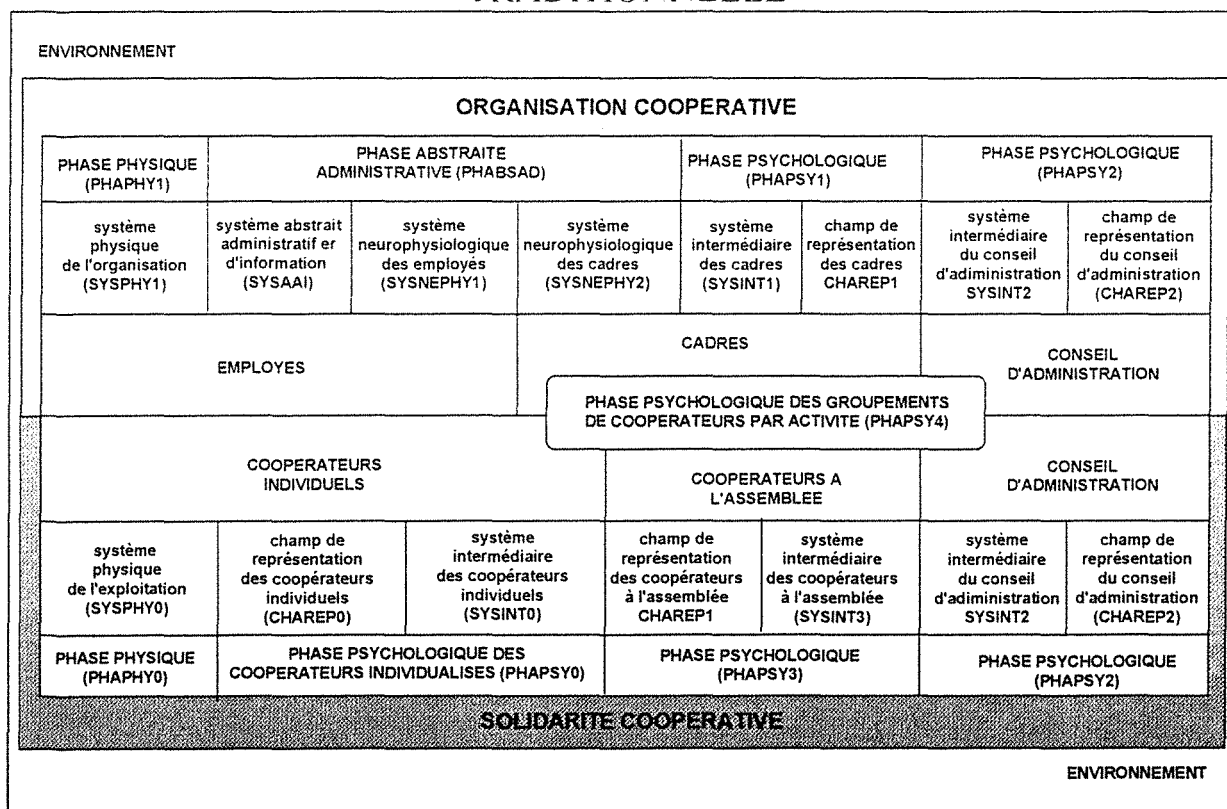 ENVIRONNEMENT
ORGANISATION COOPERATIVE
PHASE PHYSIQUE
(PHAPHY1)
PHASE ABSTRAITE
ADMINISTRATIVE (PHABSAD)
PHASE PSYCHOLOGIQUE
(PHAPSY1)
PHASE PSYCHOLOGIQUE
(PHAPSY2)
système
physique
de l'organisation
(SYSPHY1)
système abstrait
administratif er
d'information
(SYSAAI)
système
neurophysiologique
des employés
(SYSNEPHY1)
système
neurophysiologique
des cadres
(SYSNEPHY2)
système
intermédiaire
des cadres
(SYSINT1)
champ de
représentation
des cadres
CHAREP1
système
intermédiaire
du conseil
d'adiministration
SYSINT2
champ de
représentation
du conseil
d'administration
(CHAREP2)
EMPLOYES
CADRES
CONSEIL
D'ADMINISTRATION
PHASE PSYCHOLOGIQUE DES GROUPEMENTS
DE COOPERATEURS PAR ACTIVITE (PHAPSY4)
COOPERATEURS
INDIVIDUELS
COOPERATEURS A
L'ASSEMBLEE
CONSEIL
D'ADMINISTRATION
système
physique
de l'exploitation
(SYSPHY0)
champ de
représentation
des coopérateurs
individuels
(CHAREP0)
système
intermédiaire
des coopérateurs
individuels
(SYSINT0)
champ de
représentation
des coopérateurs
à l'assemblée
CHAREP1
système
intermédiaire
des coopérateurs
à l'assemblée
(SYSINT3)
système
intermédiaire
du conseil
d'adiministration
SYSINT2
champ de
représentation
du conseil
d'administration
(CHAREP2)
PHASE PHYSIQUE
(PHAPHY0)
PHASE PSYCHOLOGIQUE DES
COOPERATEURS INDIVIDUALISES (PHAPSY0)
PHASE PSYCHOLOGIQUE
(PHAPSY3)
PHASE PSYCHOLOGIQUE
(PHAPSY2)
SOLIDARITE COOPERATIVE
ENVIRONNEMENT